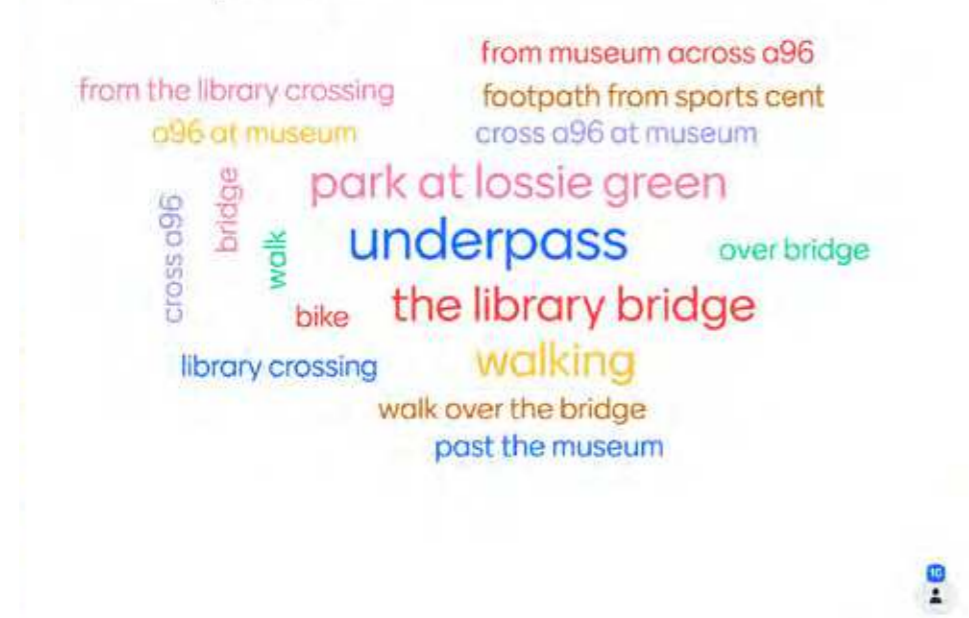 from museum across a96
from the library crossing
footpath from sports cent
a96 at museum
cross a96 at museum
park at lossie green
bridge
cross a96
walk
underpass
over bridge
bike
the library bridge
library crossing
walking
walk over the bridge
past the museum